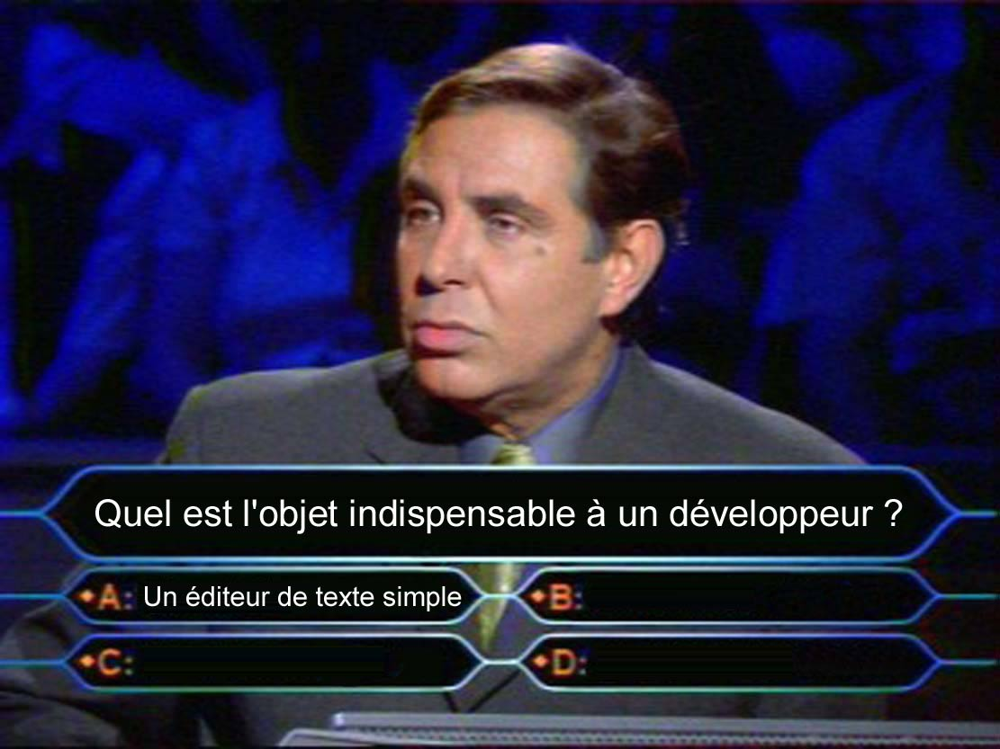 Quel est l'objet indispensable à un développeur ?
A: Un éditeur de texte simple
B:
C:
D: